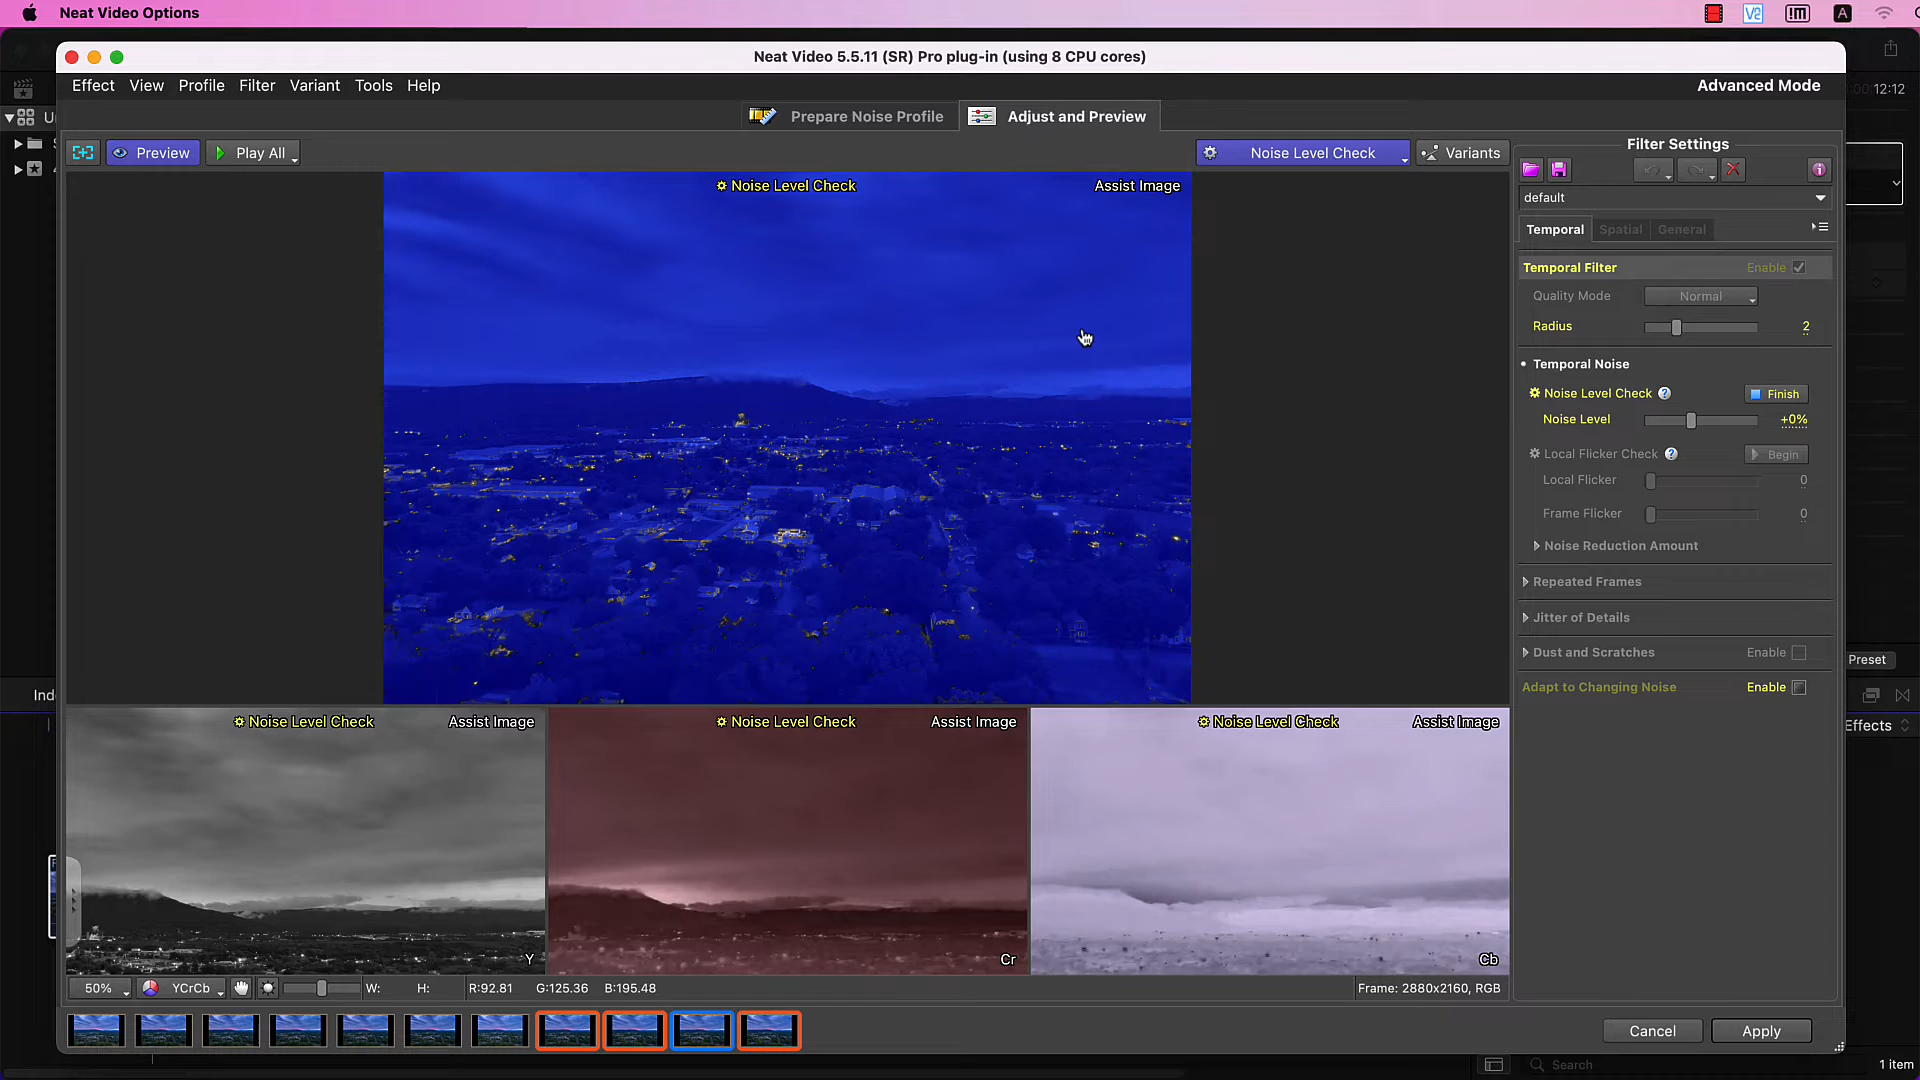 Neat Video Options
V2
A
Neat Video 5.5.11 (SR) Pro plug-in (using 8 CPU cores)
Effect View Profile Filter Variant Tools Help
Advanced Mode
12:12
Prepare Noise Profile
Adjust and Preview
Preview
Play All
Noise Level Check
Variants
Filter Settings
Noise Level Check
Assist Image
default
Temporal Spatial General
Temporal Filter Enable
Quality Mode Normal
Radius 2
Temporal Noise
Noise Level Check ? Finish
Noise Level +0%
Local Flicker Check ? Begin
Local Flicker 0
Frame Flicker 0
Noise Reduction Amount
Repeated Frames
Jitter of Details
Dust and Scratches Enable
Adapt to Changing Noise Enable
Preset
Effects
Noise Level Check Assist Image
Y
Noise Level Check Assist Image
Cr
Noise Level Check Assist Image
Cb
50% YCrCb W: H: R:92.81 G:125.36 B:195.48
Frame: 2880x2160, RGB
Cancel Apply
Search
1 item